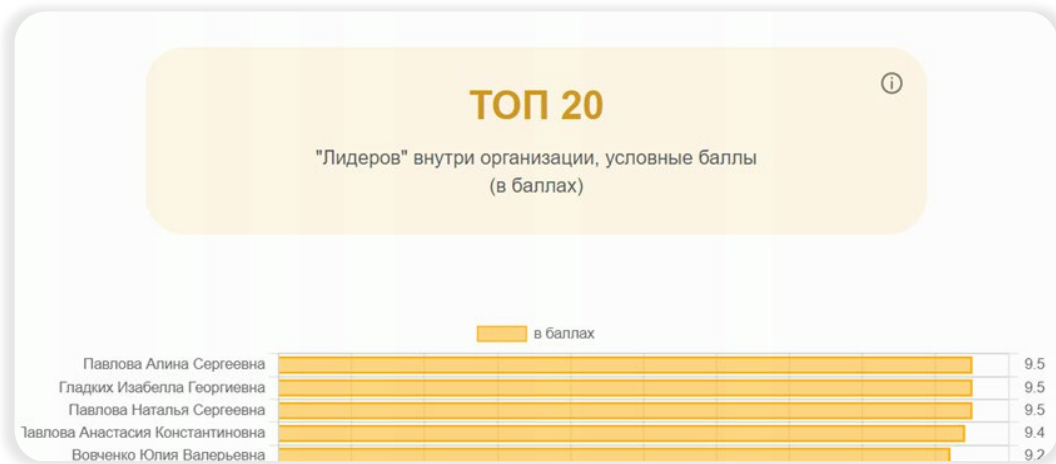 ТОП 20
"Лидеров" внутри организации, условные баллы
(в баллах)
в баллах
Павлова Алина Сергеевна 9.5
Гладких Изабелла Георгиевна 9.5
Павлова Наталья Сергеевна 9.5
Павлова Анастасия Константиновна 9.4
Вовченко Юлия Валерьевна 9.2